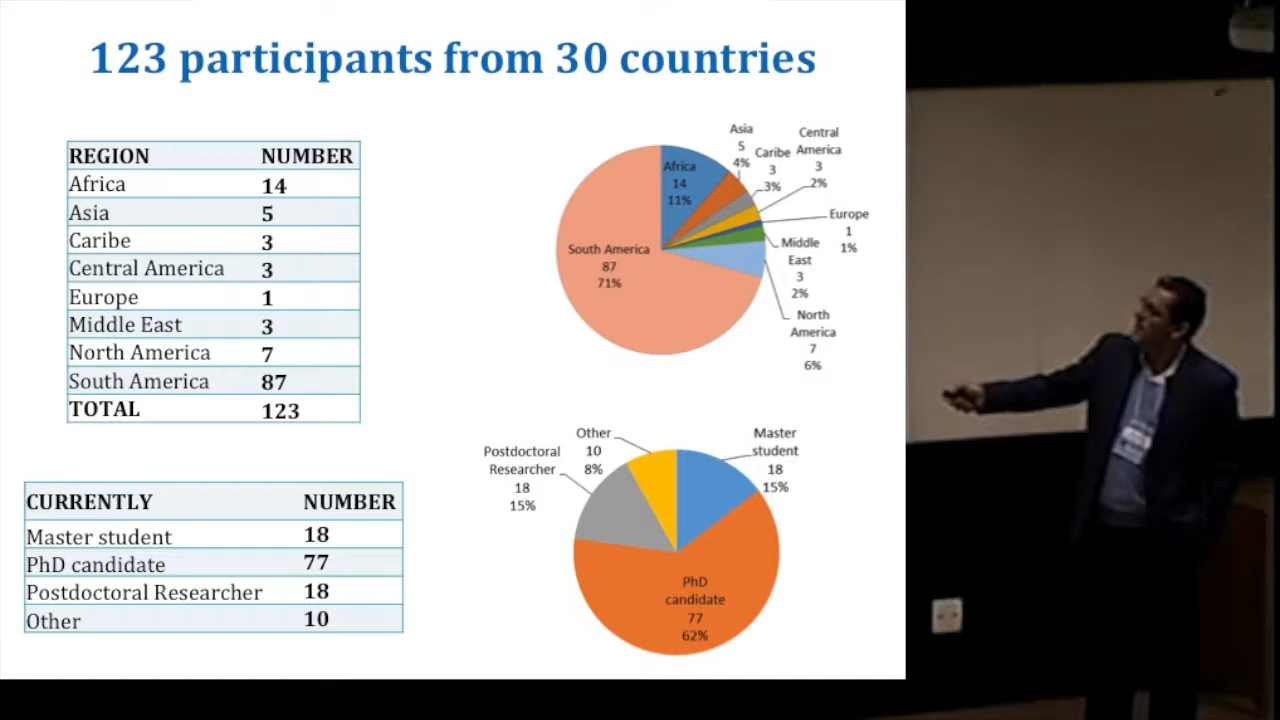 123 participants from 30 countries
REGION NUMBER
Africa 14
Asia 5
Caribe 3
Central America 3
Europe 1
Middle East 3
North America 7
South America 87
TOTAL 123
Asia
5
4%
Caribe
3
3%
Central
America
3
2%
Africa
14
11%
Europe
1
1%
Middle
East
3
2%
North
America
7
6%
South America
87
71%
CURRENTLY NUMBER
Master student 18
PhD candidate 77
Postdoctoral Researcher 18
Other 10
Other
10
8%
Master
student
18
15%
Postdoctoral
Researcher
18
15%
PhD
candidate
77
62%